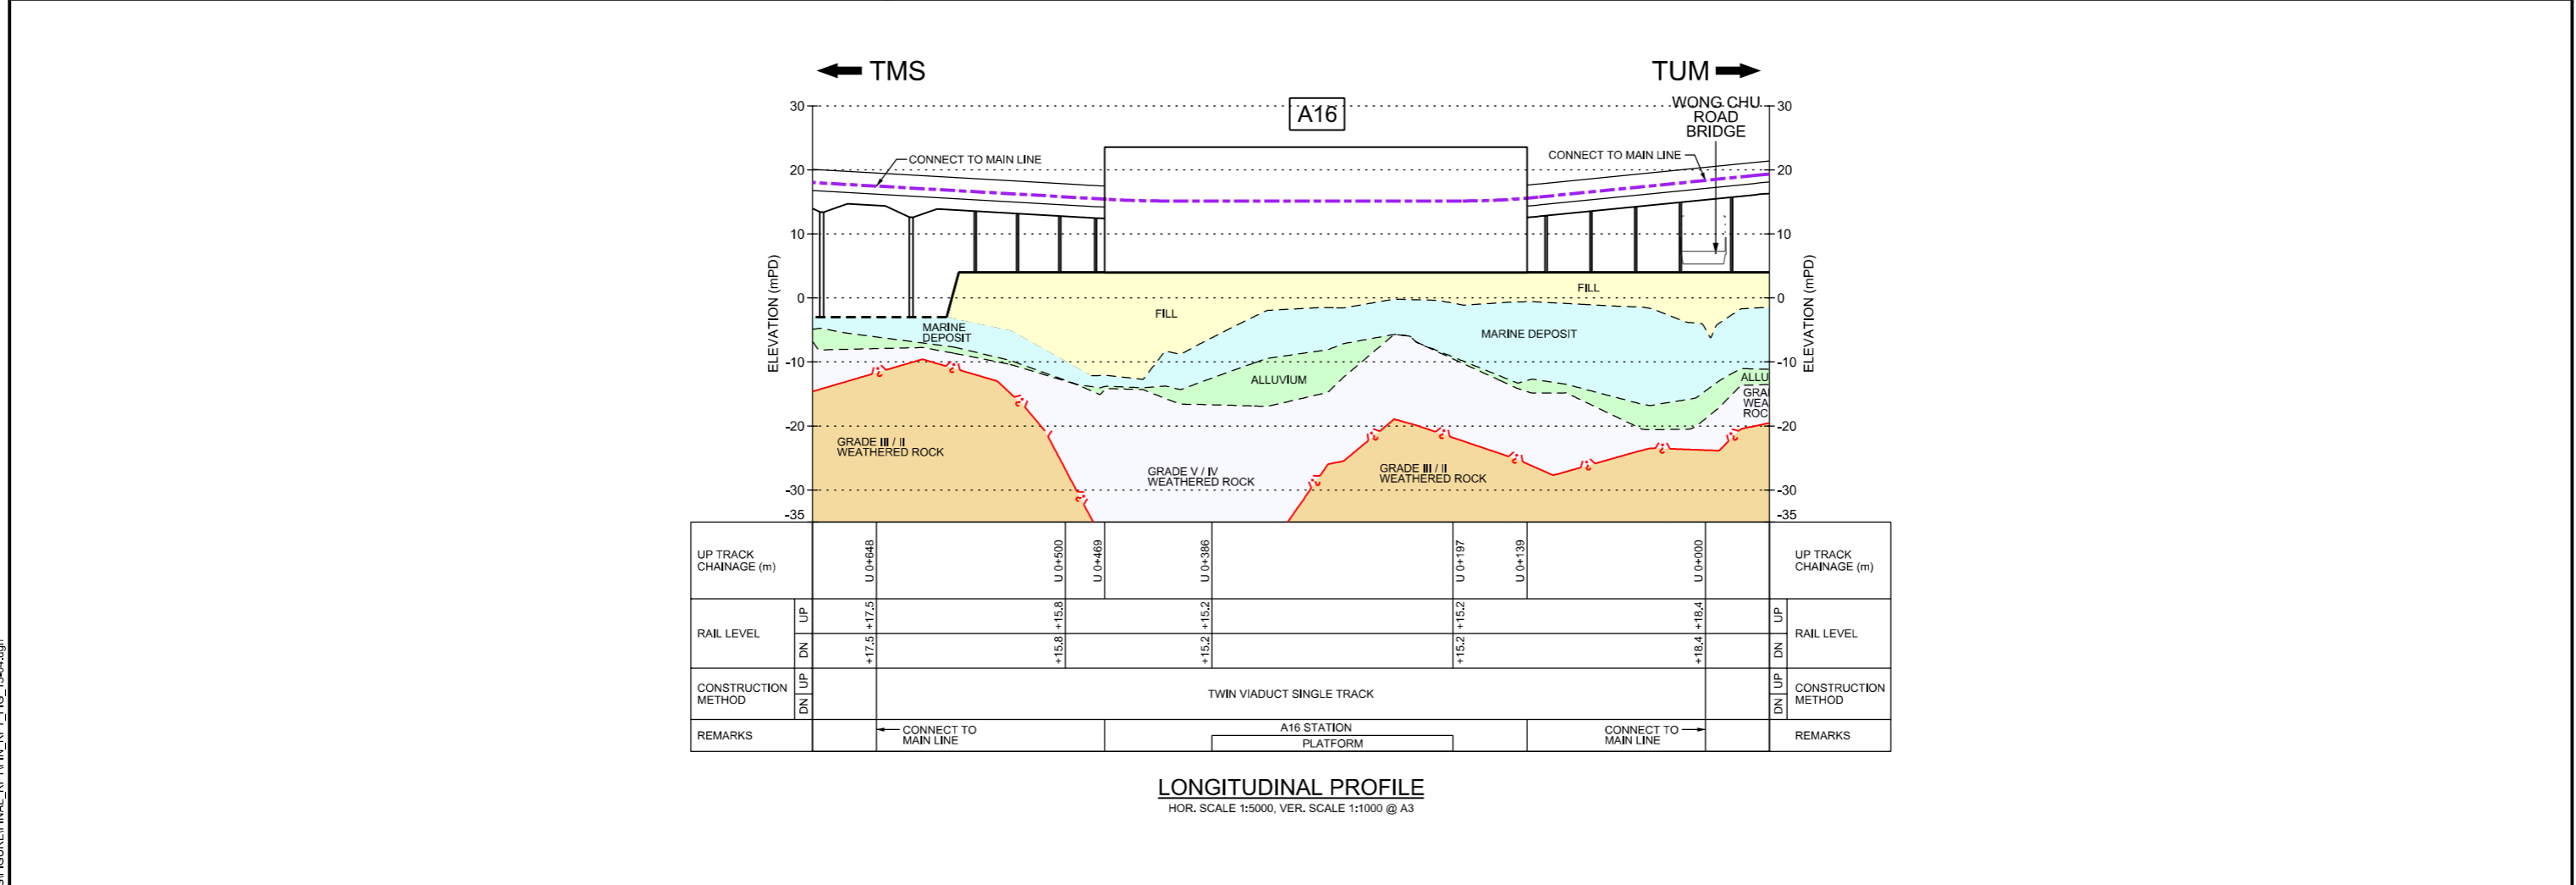 TMS
TUM
A16
WONG CHU
ROAD
BRIDGE
CONNECT TO MAIN LINE
CONNECT TO MAIN LINE
30
20
10
0
-10
-20
-30
-35
ELEVATION (mPD)
30
20
10
0
-10
-20
-30
-35
ELEVATION (mPD)
FILL
FILL
MARINE
DEPOSIT
MARINE DEPOSIT
ALLUVIUM
ALLU
GRA
WEA
ROC
GRADE III / II
WEATHERED ROCK
GRADE V / IV
WEATHERED ROCK
GRADE III / II
WEATHERED ROCK
UP TRACK
CHAINAGE (m)
U 0+648
U 0+500
U 0+469
U 0+386
U 0+197
U 0+139
U 0+000
UP TRACK
CHAINAGE (m)
RAIL LEVEL
UP
+17.5
+15.8
+15.2
+15.2
+18.4
UP
DN
+17.5
+15.8
+15.2
+15.2
+18.4
DN
RAIL LEVEL
CONSTRUCTION
METHOD
UP
DN
TWIN VIADUCT SINGLE TRACK
UP
DN
CONSTRUCTION
METHOD
REMARKS
CONNECT TO
MAIN LINE
A16 STATION
PLATFORM
CONNECT TO
MAIN LINE
REMARKS
LONGITUDINAL PROFILE
HOR. SCALE 1:5000, VER. SCALE 1:1000 @ A3